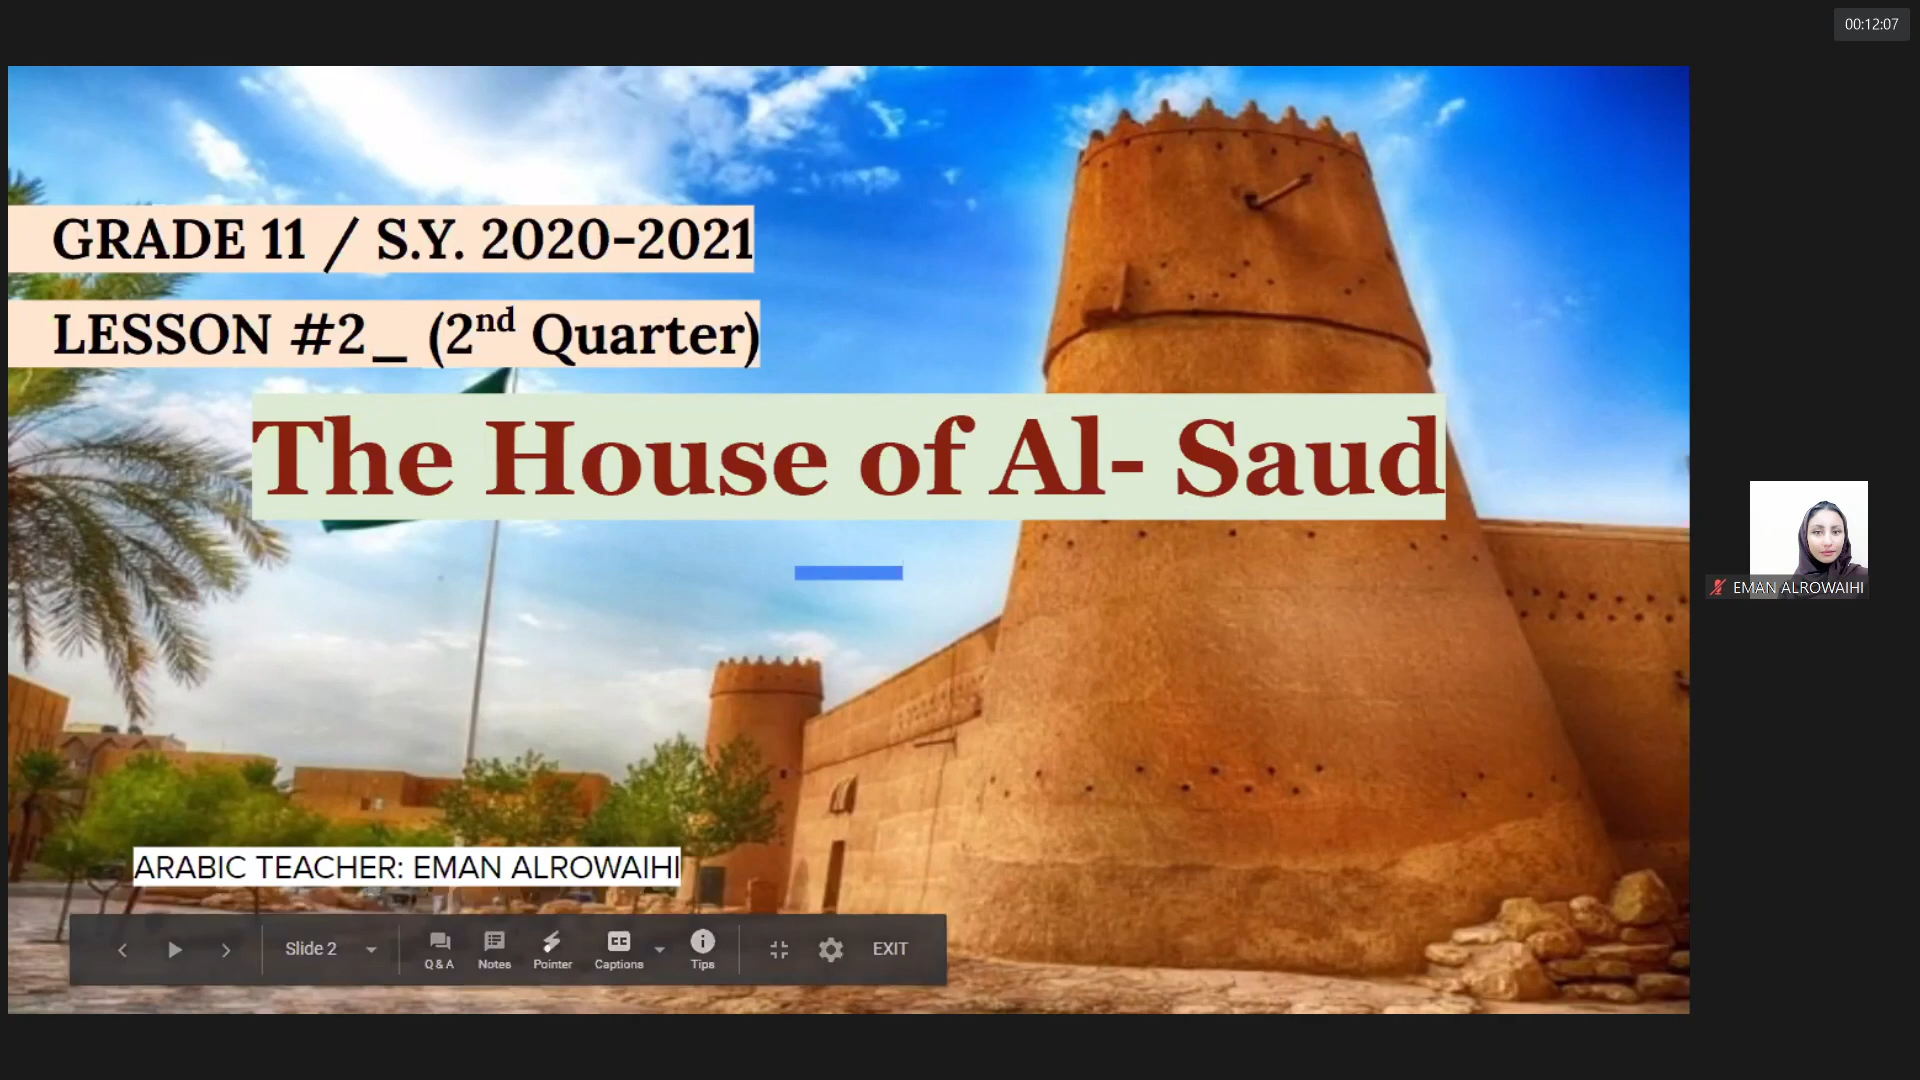 00:12:07
GRADE 11 / S.Y. 2020-2021
LESSON #2_ (2nd Quarter)
The House of Al- Saud
EMAN ALROWAIHI
ARABIC TEACHER: EMAN ALROWAIHI
Slide 2
Q & A
Notes
Pointer
CC
Captions
Tips
EXIT